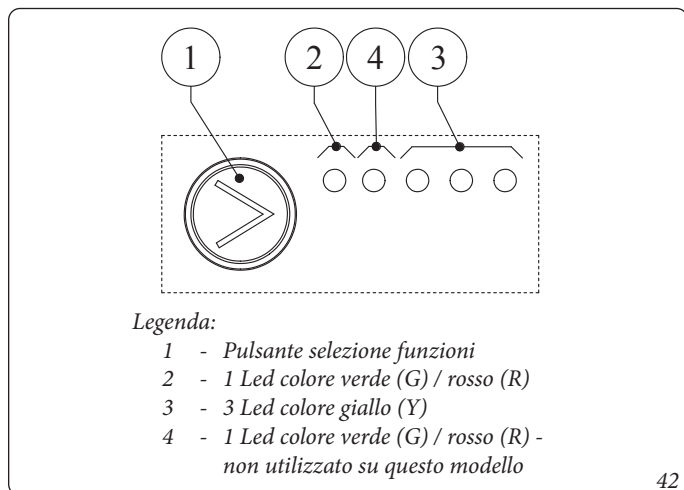 1 2 4 3
Legenda:
1 - Pulsante selezione funzioni
2 - 1 Led colore verde (G) / rosso (R)
3 - 3 Led colore giallo (Y)
4 - 1 Led colore verde (G) / rosso (R) -
non utilizzato su questo modello
42